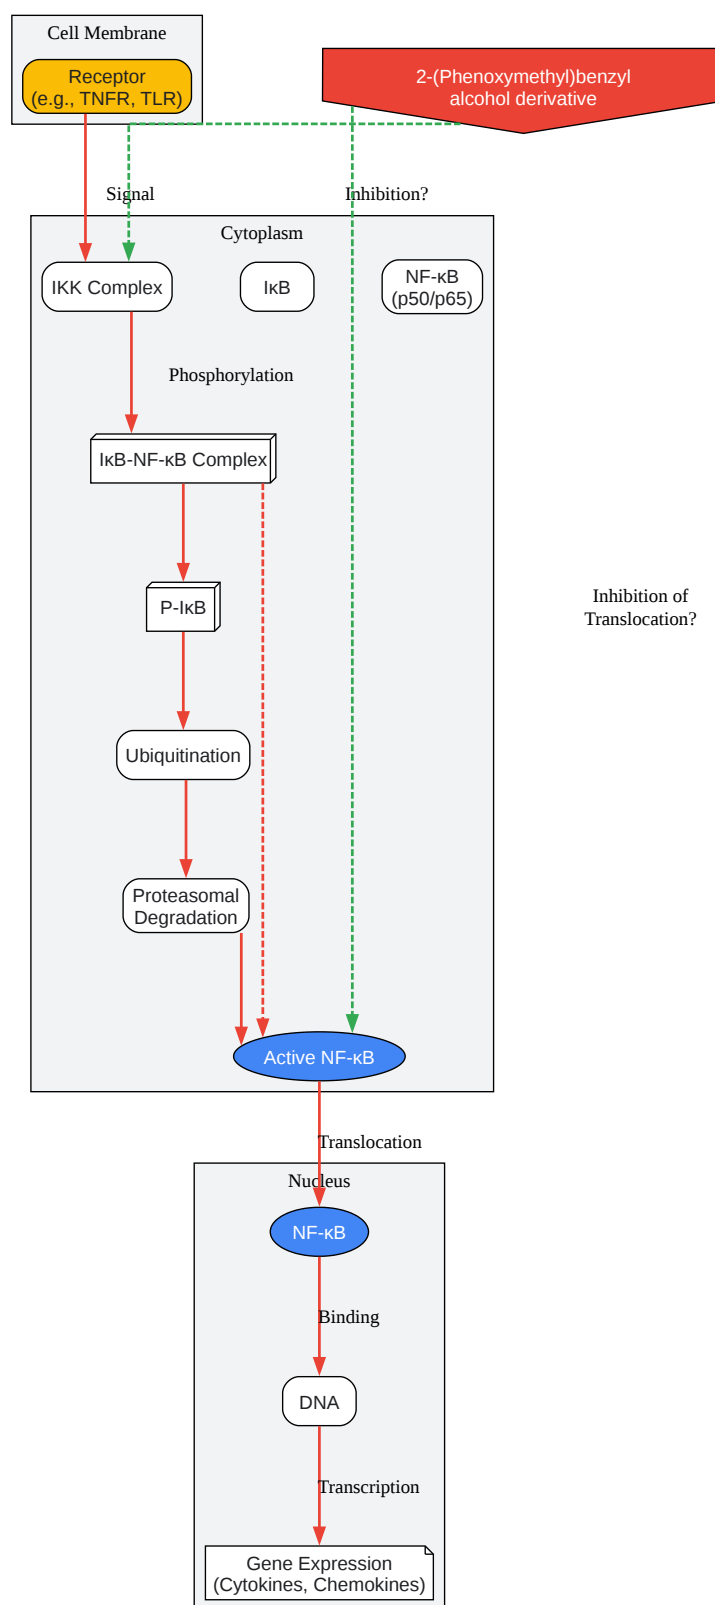 Cell Membrane
Receptor
(e.g., TNFR, TLR)
2-(Phenoxymethyl)benzyl
alcohol derivative
Signal
Inhibition?
Cytoplasm
IKK Complex
IκB
NF-κB
(p50/p65)
Phosphorylation
IκB-NF-κB Complex
P-IκB
Inhibition of
Translocation?
Ubiquitination
Proteasomal
Degradation
Active NF-κB
Translocation
Nucleus
NF-κB
Binding
DNA
Transcription
Gene Expression
(Cytokines, Chemokines)